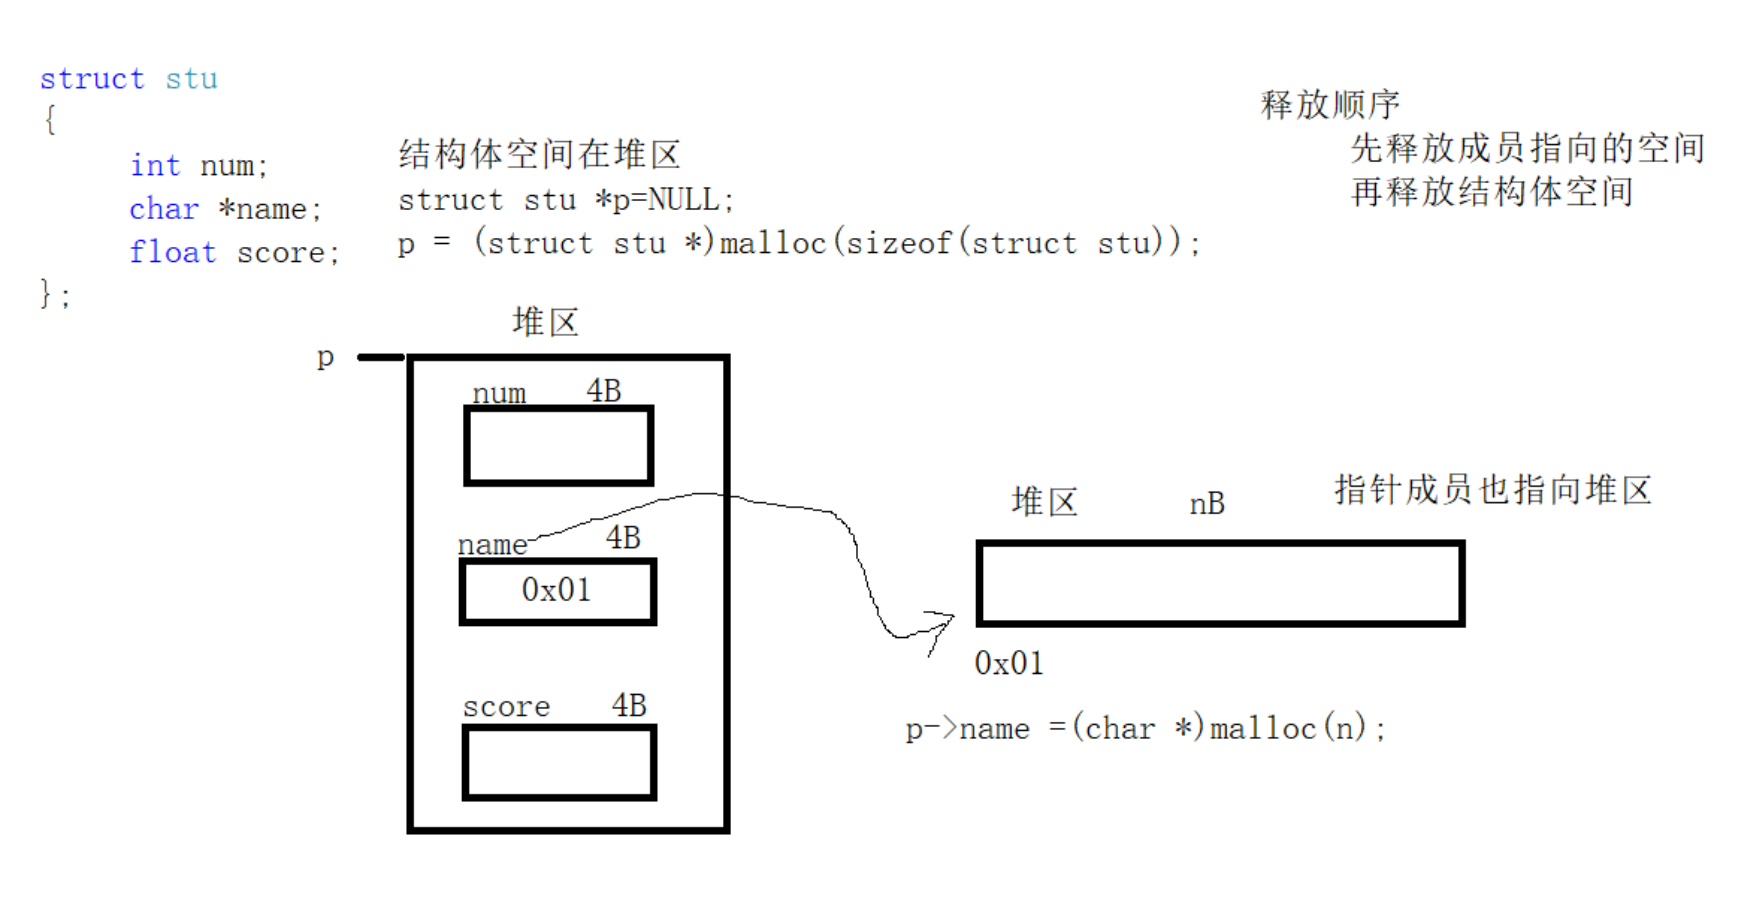 struct stu
{
int num;
char *name;
float score;
};
结构体空间在堆区
struct stu *p=NULL;
p = (struct stu *)malloc(sizeof(struct stu));
释放顺序
先释放成员指向的空间
再释放结构体空间
堆区
p
num 4B
name 4B
0x01
score 4B
堆区 nB 指针成员也指向堆区
0x01
p->name =(char *)malloc(n);